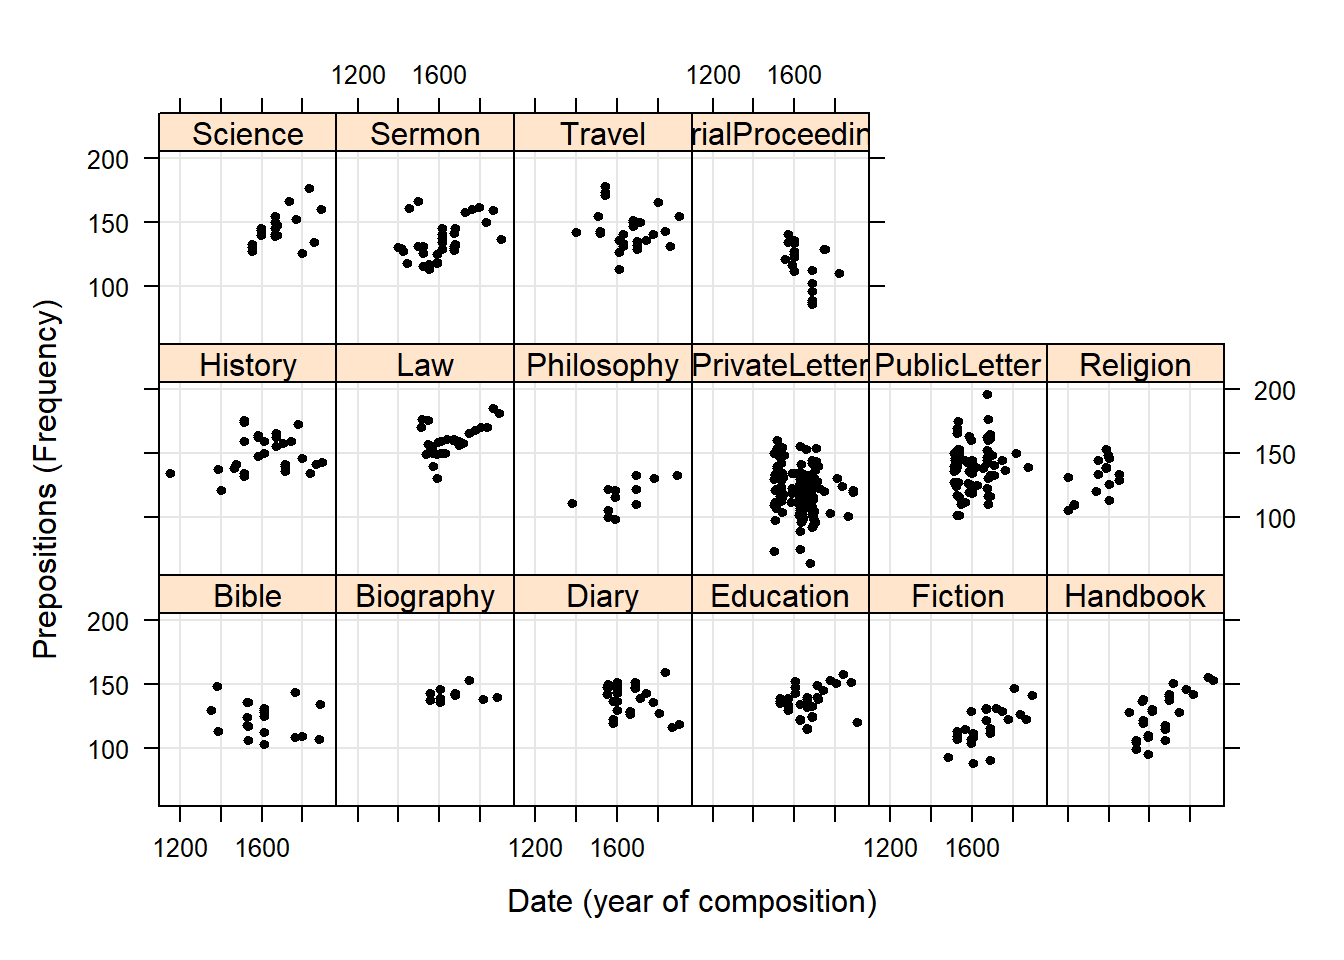 1200 1600 1200 1600
Science Sermon Travel rialProceedin
200
150
100
History Law Philosophy PrivateLetter PublicLetter Religion
200
150
100
Bible Biography Diary Education Fiction Handbook
200
150
100
1200 1600 1200 1600 1200 1600
Date (year of composition)
Prepositions (Frequency)